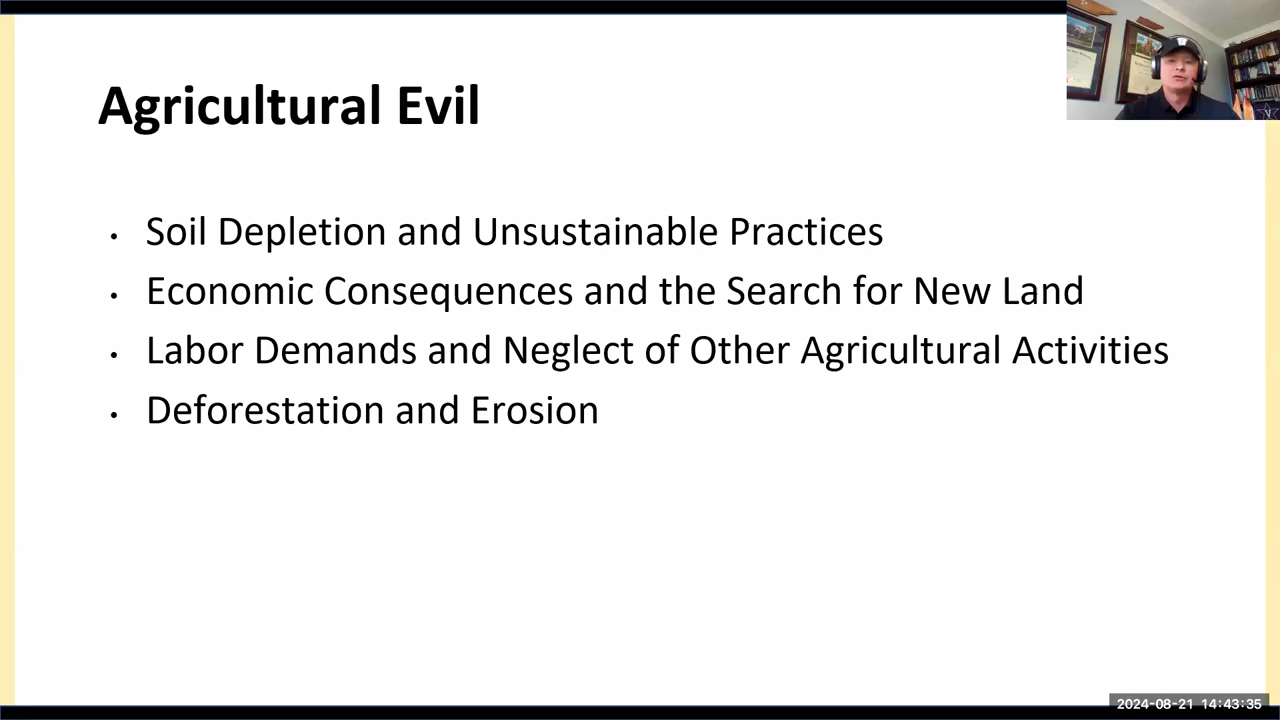 Agricultural Evil
• Soil Depletion and Unsustainable Practices
• Economic Consequences and the Search for New Land
• Labor Demands and Neglect of Other Agricultural Activities
• Deforestation and Erosion
2024-08-21 14:43:35